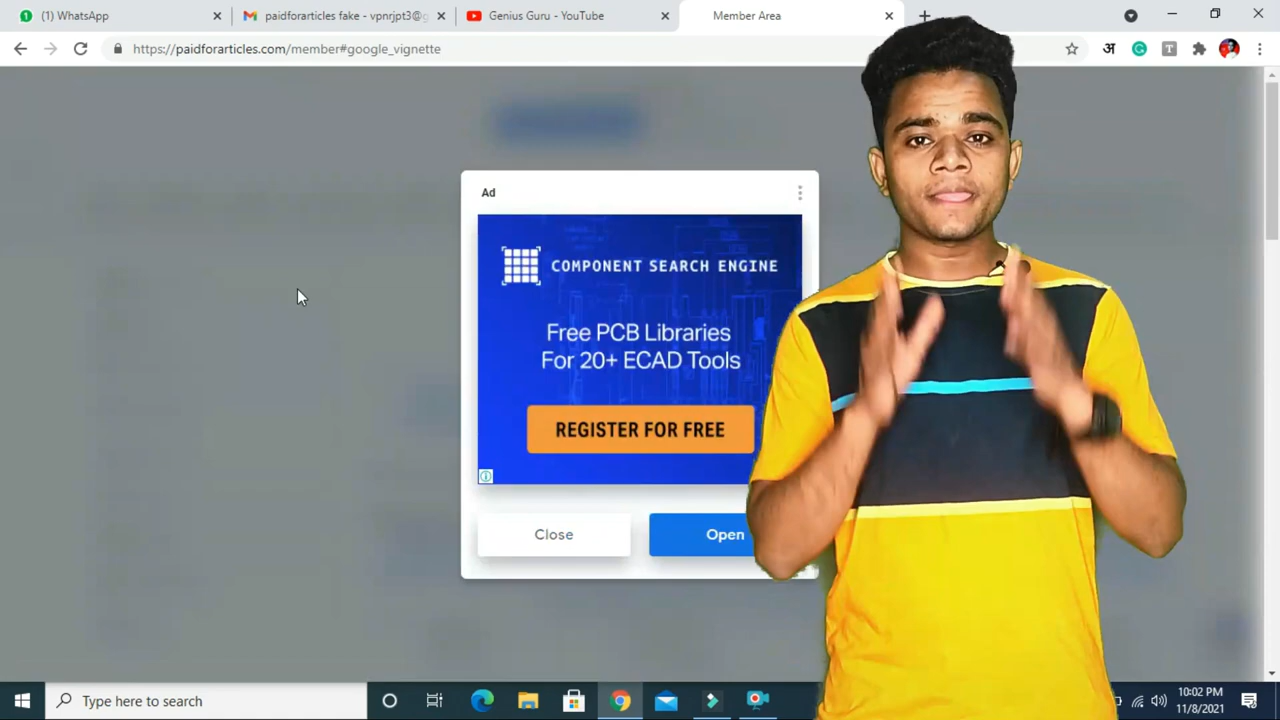 (1) WhatsApp
paidforarticles fake - vpnrjpt3@g
Genius Guru - YouTube
Member Area
https://paidforarticles.com/member#google_vignette
अ
T
Ad
COMPONENT SEARCH ENGINE
Free PCB Libraries
For 20+ ECAD Tools
REGISTER FOR FREE
Close
Open
Type here to search
10:02 PM
11/8/2021